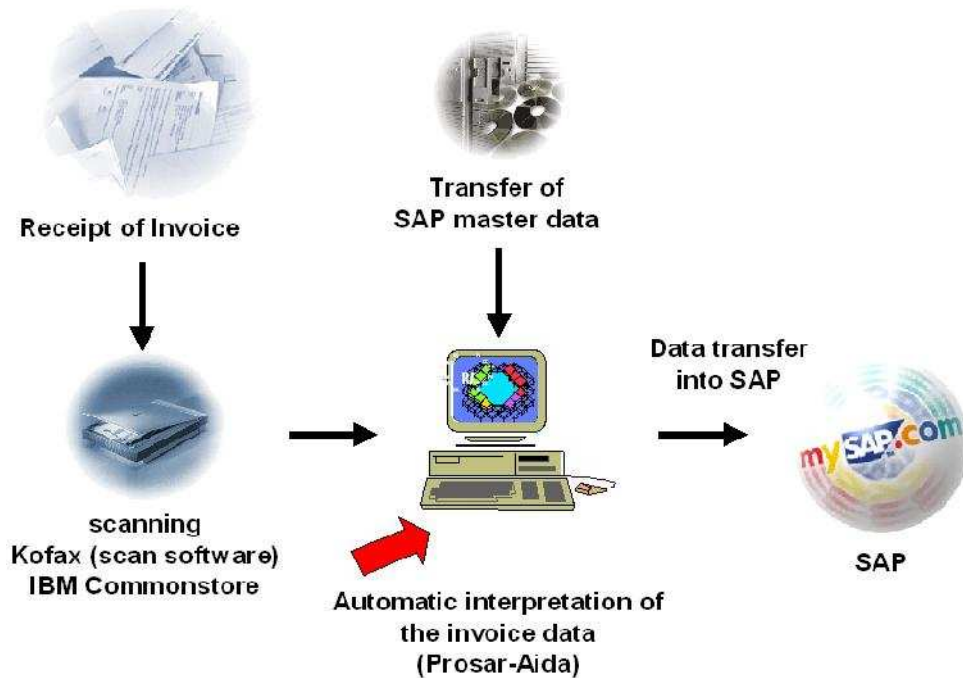 Receipt of Invoice
Transfer of
SAP master data
Data transfer
into SAP
mySAP.com
scanning
Kofax (scan software)
IBM Commonstore
SAP
Automatic interpretation of
the invoice data
(Prosar-Aida)